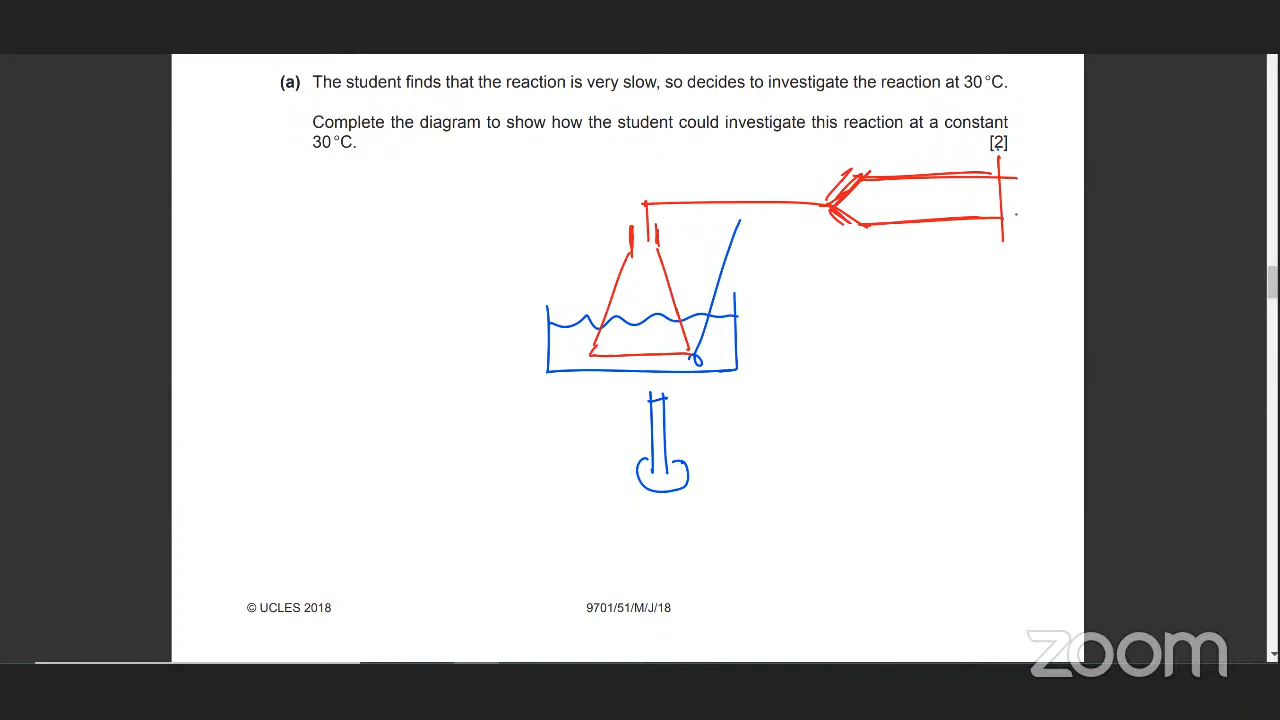 (a) The student finds that the reaction is very slow, so decides to investigate the reaction at 30 °C.
Complete the diagram to show how the student could investigate this reaction at a constant
30 °C. [2]
© UCLES 2018 9701/51/M/J/18
zoom